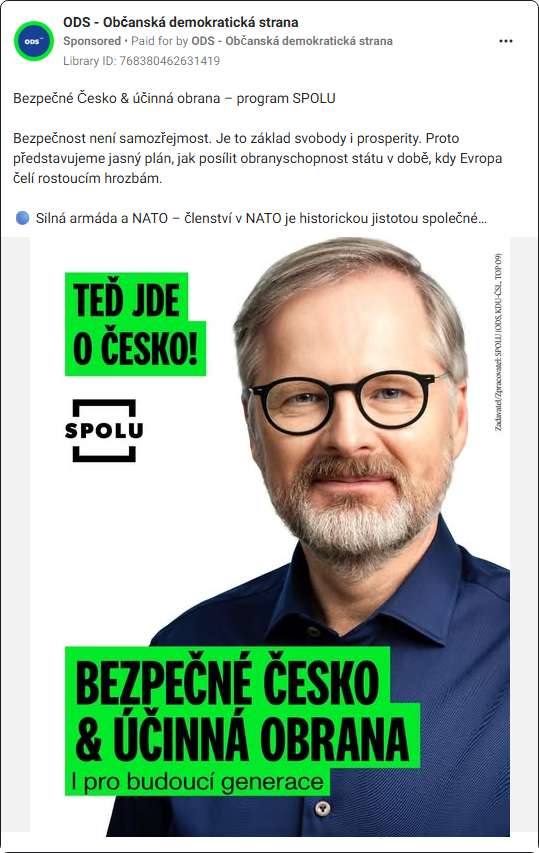 ODS - Občanská demokratická strana
ODS
Sponsored • Paid for by ODS - Občanská demokratická strana
Library ID: 768380462631419
Bezpečné Česko & účinná obrana – program SPOLU
Bezpečnost není samozřejmost. Je to základ svobody i prosperity. Proto
představujeme jasný plán, jak posílit obranyschopnost státu v době, kdy Evropa
čelí rostoucím hrozbám.
Silná armáda a NATO – členství v NATO je historickou jistotou společné…
TEĎ JDE
O ČESKO!
SPOLU
Zadavatel/Zpracovatel: SPOLU (ODS, KDU-ČSL, TOP 09)
BEZPEČNÉ ČESKO
& ÚČINNÁ OBRANA
I pro budoucí generace